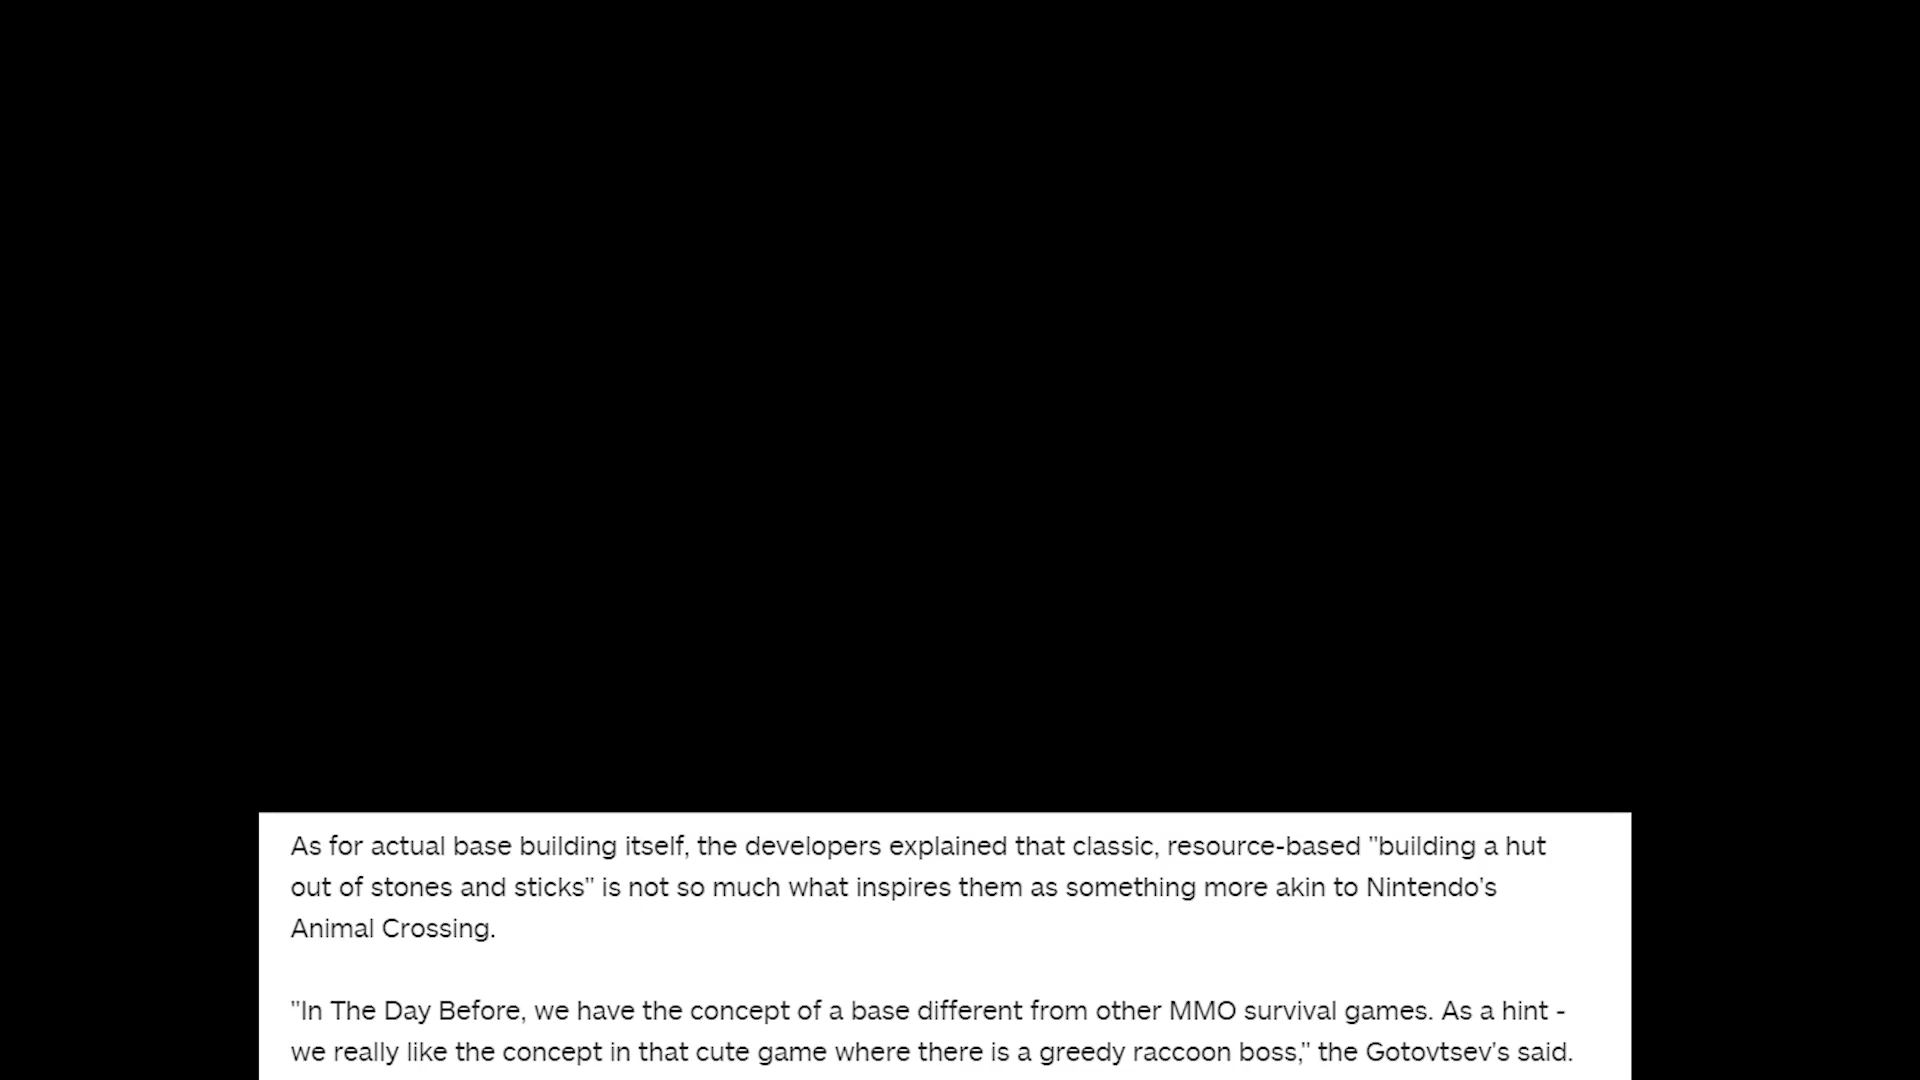 As for actual base building itself, the developers explained that classic, resource-based "building a hut
out of stones and sticks" is not so much what inspires them as something more akin to Nintendo's
Animal Crossing.
"In The Day Before, we have the concept of a base different from other MMO survival games. As a hint -
we really like the concept in that cute game where there is a greedy raccoon boss," the Gotovtsev's said.